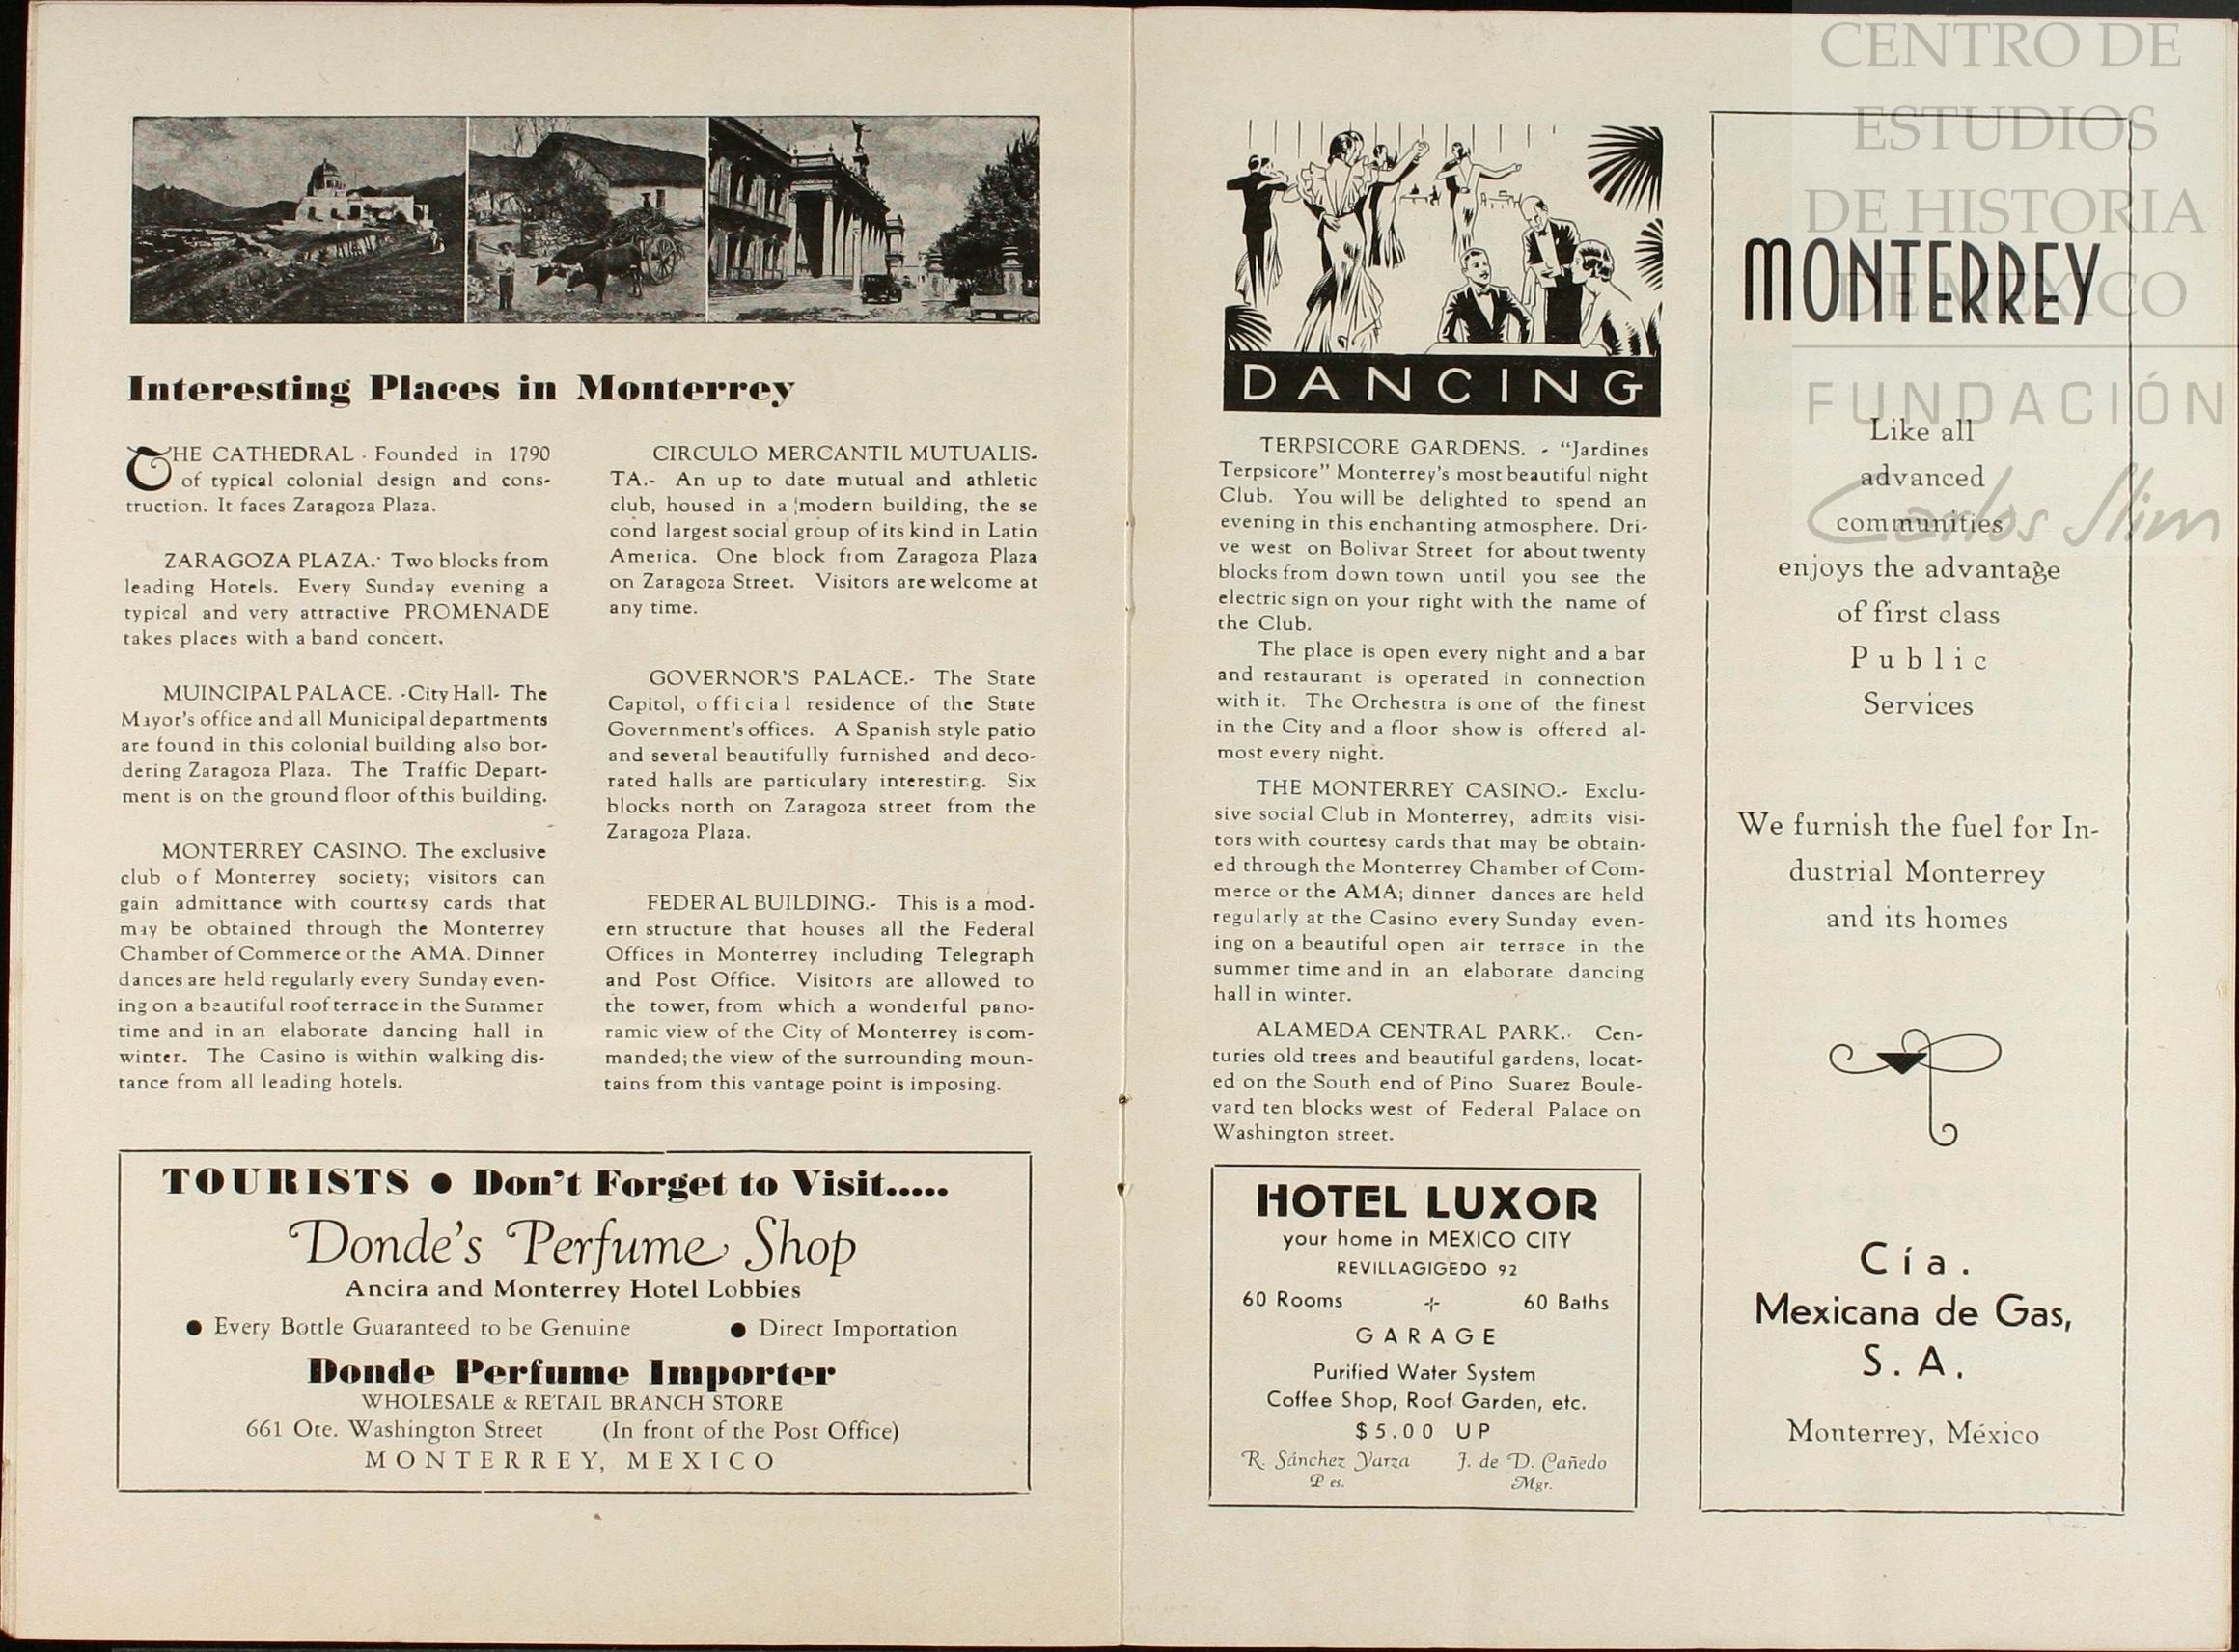 Interesting Places in Monterrey
THE CATHEDRAL - Founded in 1790
of typical colonial design and cons-
truction. It faces Zaragoza Plaza.
ZARAGOZA PLAZA.- Two blocks from
leading Hotels. Every Sunday evening a
typical and very attractive PROMENADE
takes places with a band concert.
MUINCIPAL PALACE. -City Hall- The
Mayor's office and all Municipal departments
are found in this colonial building also bor-
dering Zaragoza Plaza. The Traffic Depart-
ment is on the ground floor of this building.
MONTERREY CASINO. The exclusive
club of Monterrey society; visitors can
gain admittance with courtesy cards that
may be obtained through the Monterrey
Chamber of Commerce or the AMA. Dinner
dances are held regularly every Sunday even-
ing on a beautiful roof terrace in the Summer
time and in an elaborate dancing hall in
winter. The Casino is within walking dis-
tance from all leading hotels.
CIRCULO MERCANTIL MUTUALIS-
TA.- An up to date mutual and athletic
club, housed in a modern building, the se
cond largest social group of its kind in Latin
America. One block from Zaragoza Plaza
on Zaragoza Street. Visitors are welcome at
any time.
GOVERNOR'S PALACE.- The State
Capitol, official residence of the State
Government's offices. A Spanish style patio
and several beautifully furnished and deco-
rated halls are particulary interesting. Six
blocks north on Zaragoza street from the
Zaragoza Plaza.
FEDERAL BUILDING.- This is a mod-
ern structure that houses all the Federal
Offices in Monterrey including Telegraph
and Post Office. Visitors are allowed to
the tower, from which a wonderful pano-
ramic view of the City of Monterrey is com-
manded; the view of the surrounding moun-
tains from this vantage point is imposing.
TOURISTS ● Don't Forget to Visit.....
Donde's Perfume Shop
Ancira and Monterrey Hotel Lobbies
● Every Bottle Guaranteed to be Genuine ● Direct Importation
Donde Perfume Importer
WHOLESALE & RETAIL BRANCH STORE
661 Ote. Washington Street (In front of the Post Office)
MONTERREY, MEXICO
DANCING
TERPSICORE GARDENS. - "Jardines
Terpsicore" Monterrey's most beautiful night
Club. You will be delighted to spend an
evening in this enchanting atmosphere. Dri-
ve west on Bolivar Street for about twenty
blocks from down town until you see the
electric sign on your right with the name of
the Club.
The place is open every night and a bar
and restaurant is operated in connection
with it. The Orchestra is one of the finest
in the City and a floor show is offered al-
most every night.
THE MONTERREY CASINO.- Exclu-
sive social Club in Monterrey, admits visi-
tors with courtesy cards that may be obtain-
ed through the Monterrey Chamber of Com-
merce or the AMA; dinner dances are held
regularly at the Casino every Sunday even-
ing on a beautiful open air terrace in the
summer time and in an elaborate dancing
hall in winter.
ALAMEDA CENTRAL PARK.- Cen-
turies old trees and beautiful gardens, locat-
ed on the South end of Pino Suarez Boule-
vard ten blocks west of Federal Palace on
Washington street.
HOTEL LUXOR
your home in MEXICO CITY
REVILLAGIGEDO 92
60 Rooms 60 Baths
GARAGE
Purified Water System
Coffee Shop, Roof Garden, etc.
$5.00 UP
R. Sánchez Yarza J. de D. Cañedo
P es. Mgr.
MONTERREY
Like all
advanced
communities
enjoys the advantage
of first class
Public
Services
We furnish the fuel for In-
dustrial Monterrey
and its homes
Cía.
Mexicana de Gas,
S. A.
Monterrey, México
CENTRO DE
ESTUDIOS
DE HISTORIA
DE MEXICO
FUNDACIÓN
Carlos Slim